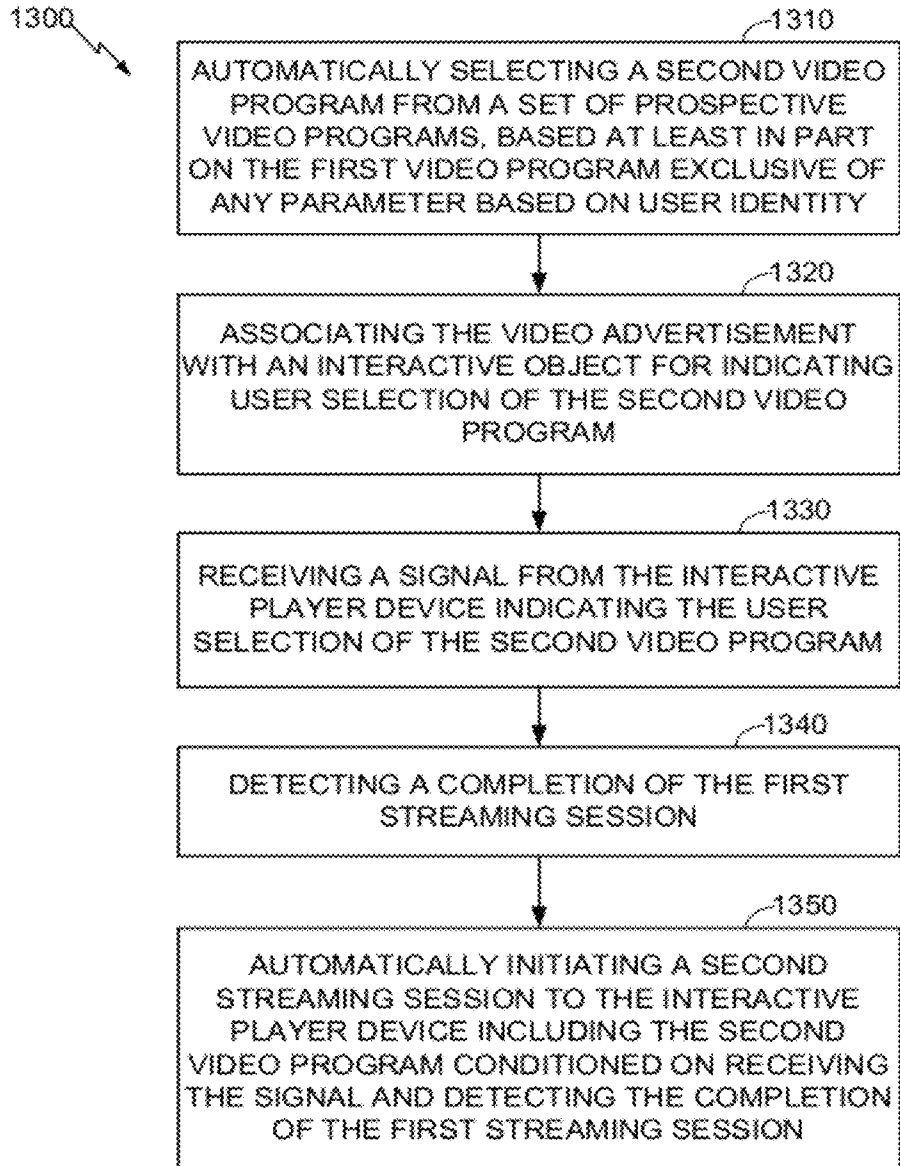 1300
1310
AUTOMATICALLY SELECTING A SECOND VIDEO
PROGRAM FROM A SET OF PROSPECTIVE
VIDEO PROGRAMS, BASED AT LEAST IN PART
ON THE FIRST VIDEO PROGRAM EXCLUSIVE OF
ANY PARAMETER BASED ON USER IDENTITY
1320
ASSOCIATING THE VIDEO ADVERTISEMENT
WITH AN INTERACTIVE OBJECT FOR INDICATING
USER SELECTION OF THE SECOND VIDEO
PROGRAM
1330
RECEIVING A SIGNAL FROM THE INTERACTIVE
PLAYER DEVICE INDICATING THE USER
SELECTION OF THE SECOND VIDEO PROGRAM
1340
DETECTING A COMPLETION OF THE FIRST
STREAMING SESSION
1350
AUTOMATICALLY INITIATING A SECOND
STREAMING SESSION TO THE INTERACTIVE
PLAYER DEVICE INCLUDING THE SECOND
VIDEO PROGRAM CONDITIONED ON RECEIVING
THE SIGNAL AND DETECTING THE COMPLETION
OF THE FIRST STREAMING SESSION